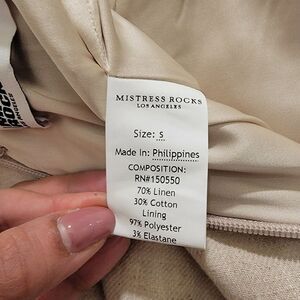 MISTRESS ROCKS
LOS ANGELES
Size: S
Made In: Philippines
COMPOSITION:
RN#150550
70% Linen
30% Cotton
Lining
97% Polyester
3% Elastane